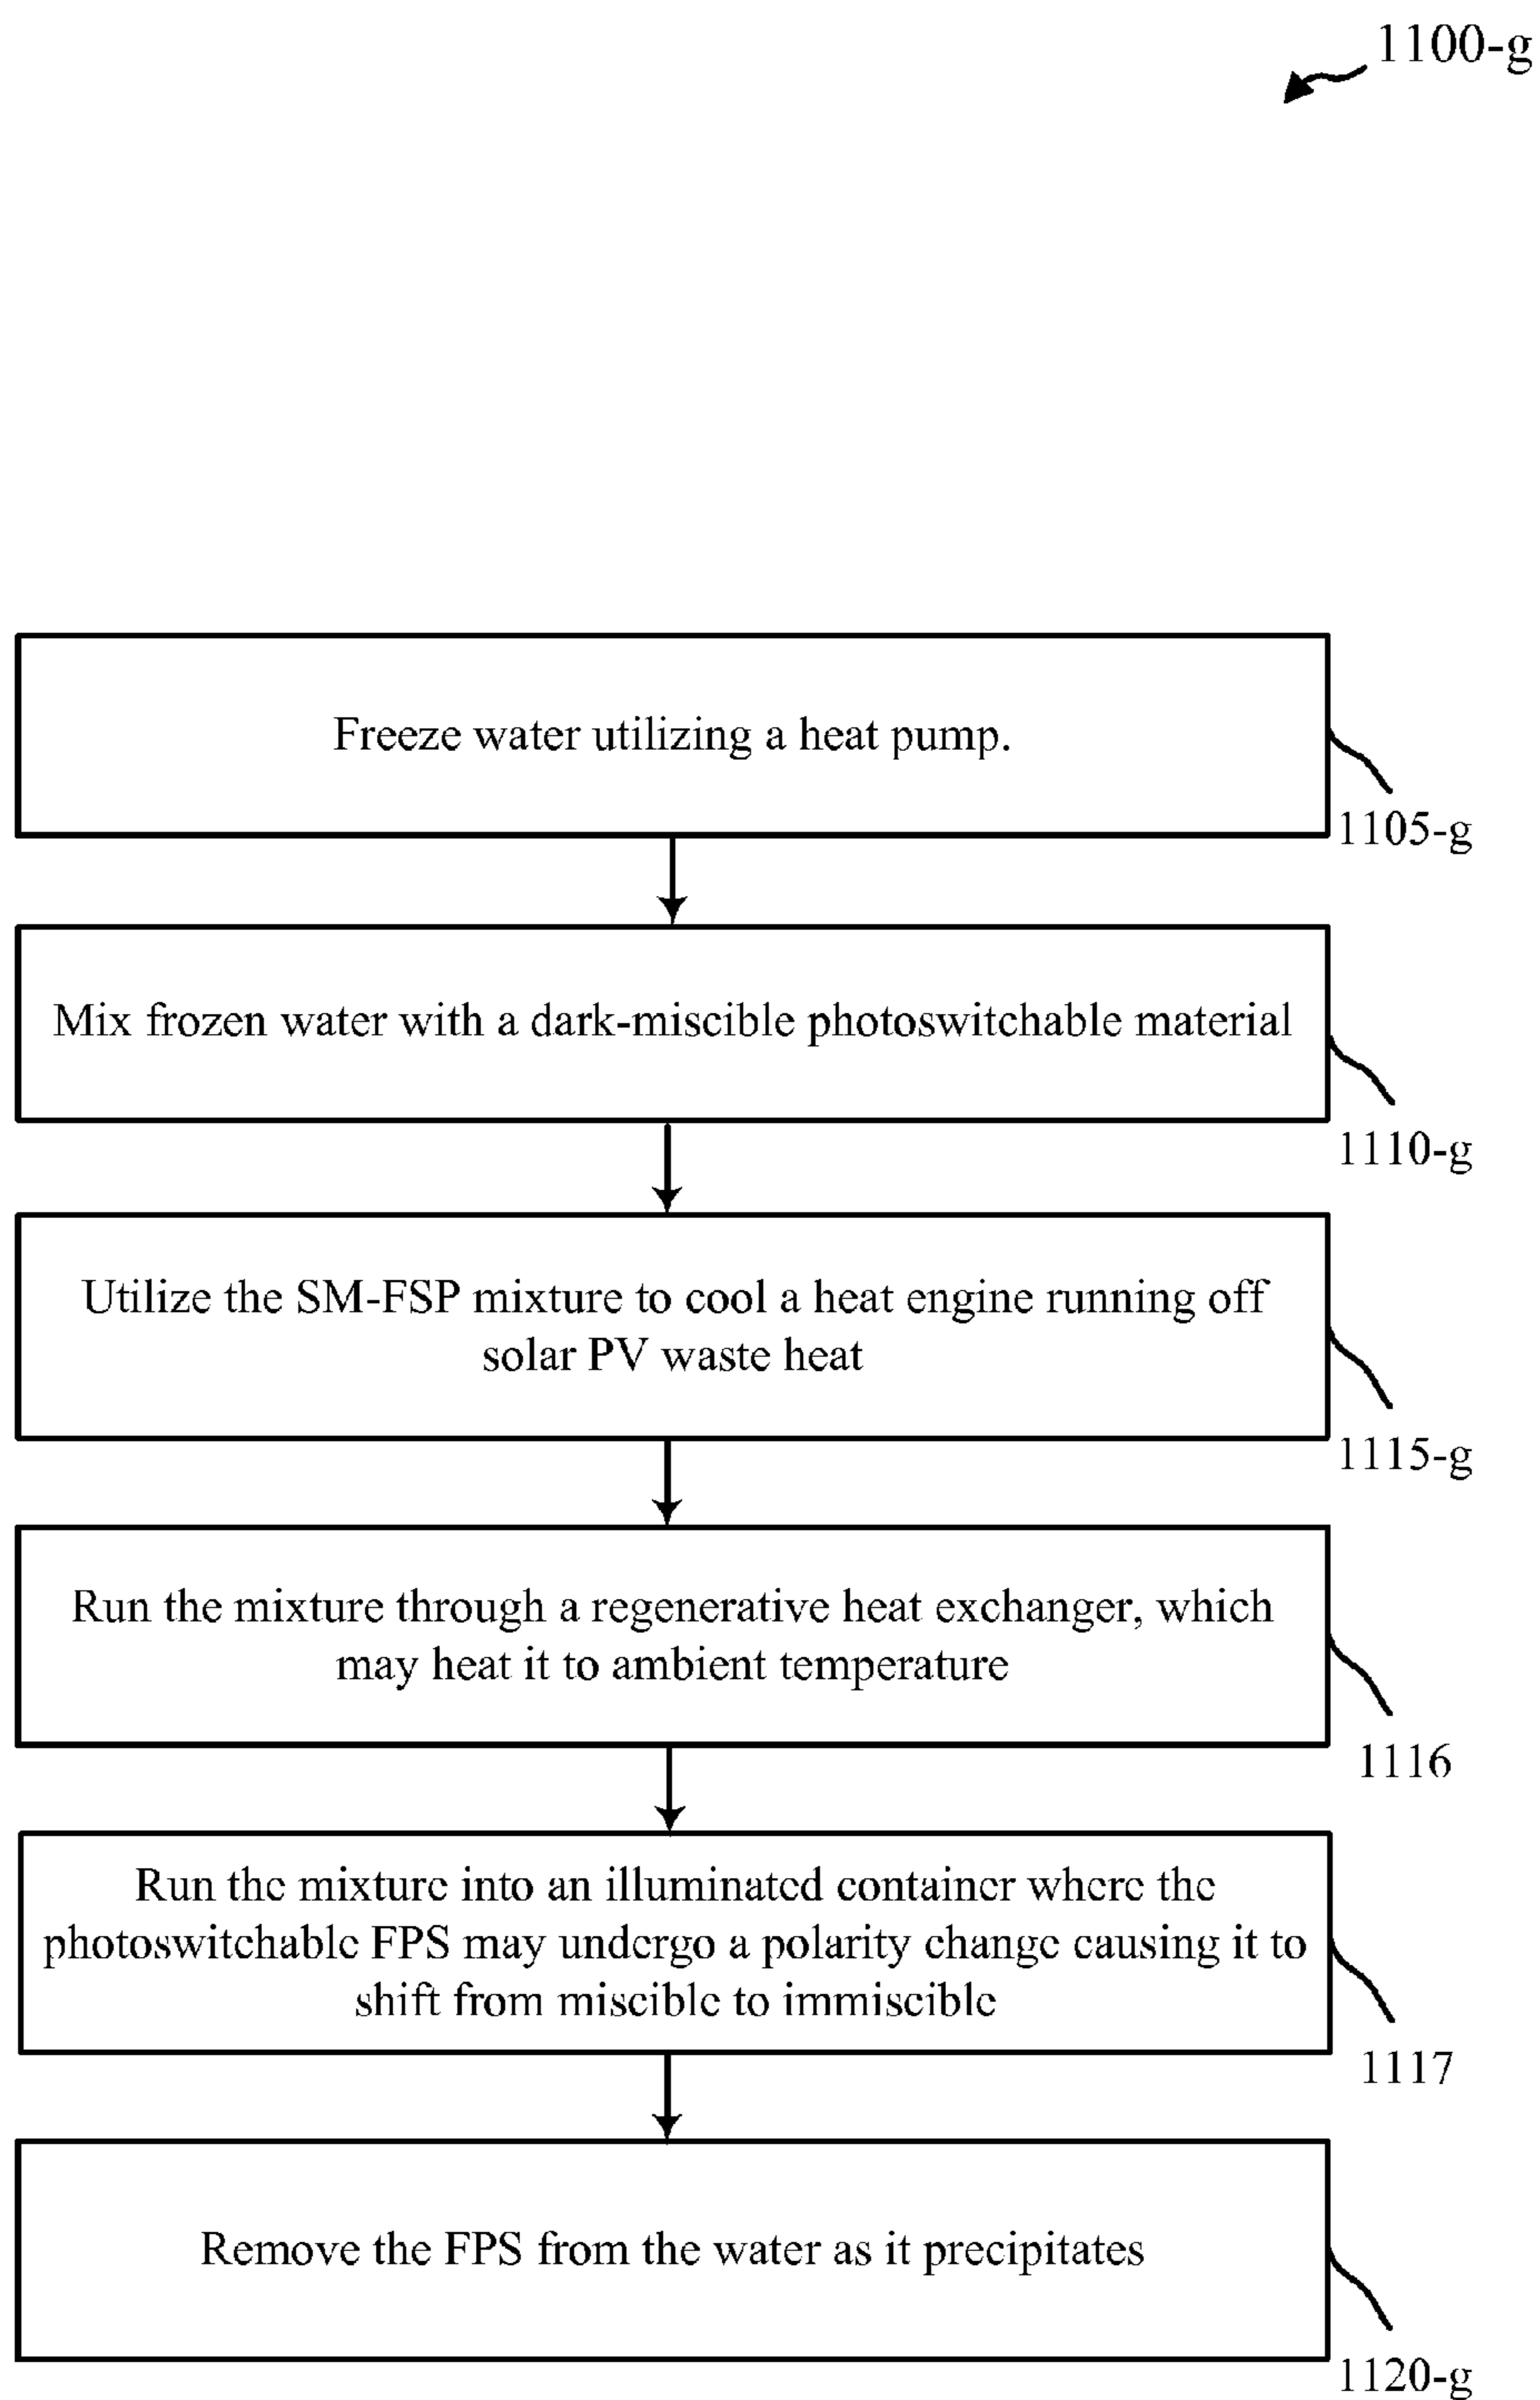 1100-g
Freeze water utilizing a heat pump.
1105-g
Mix frozen water with a dark-miscible photoswitchable material
1110-g
Utilize the SM-FSP mixture to cool a heat engine running off
solar PV waste heat
1115-g
Run the mixture through a regenerative heat exchanger, which
may heat it to ambient temperature
1116
Run the mixture into an illuminated container where the
photoswitchable FPS may undergo a polarity change causing it to
shift from miscible to immiscible
1117
Remove the FPS from the water as it precipitates
1120-g